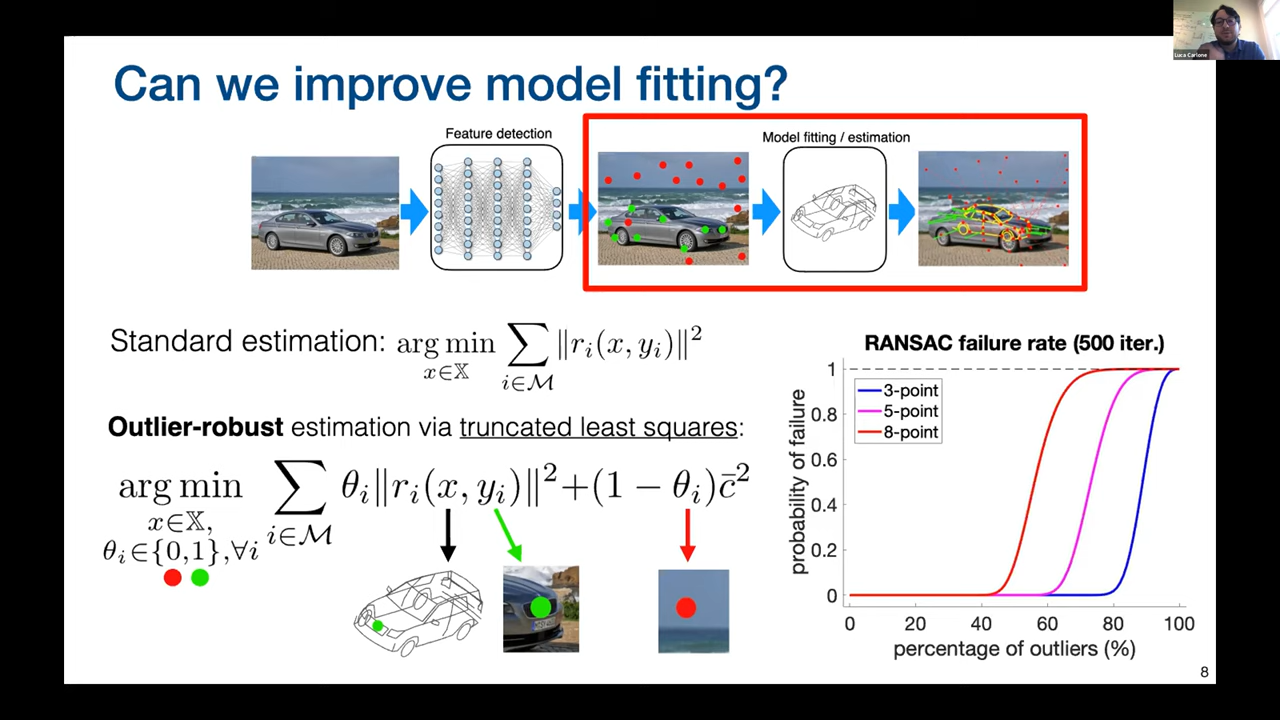 Luca Carlone
Can we improve model fitting?
Feature detection
Model fitting / estimation
Standard estimation: arg min x∈𝕏 ∑ i∈ℳ ‖r_i(x, y_i)‖²
Outlier-robust estimation via truncated least squares:
arg min x∈𝕏, θ_i∈{0,1},∀i ∑ i∈ℳ θ_i‖r_i(x, y_i)‖²+(1 − θ_i)c̄²
RANSAC failure rate (500 iter.)
3-point
5-point
8-point
probability of failure
1
0.8
0.6
0.4
0.2
0
0 20 40 60 80 100
percentage of outliers (%)
8